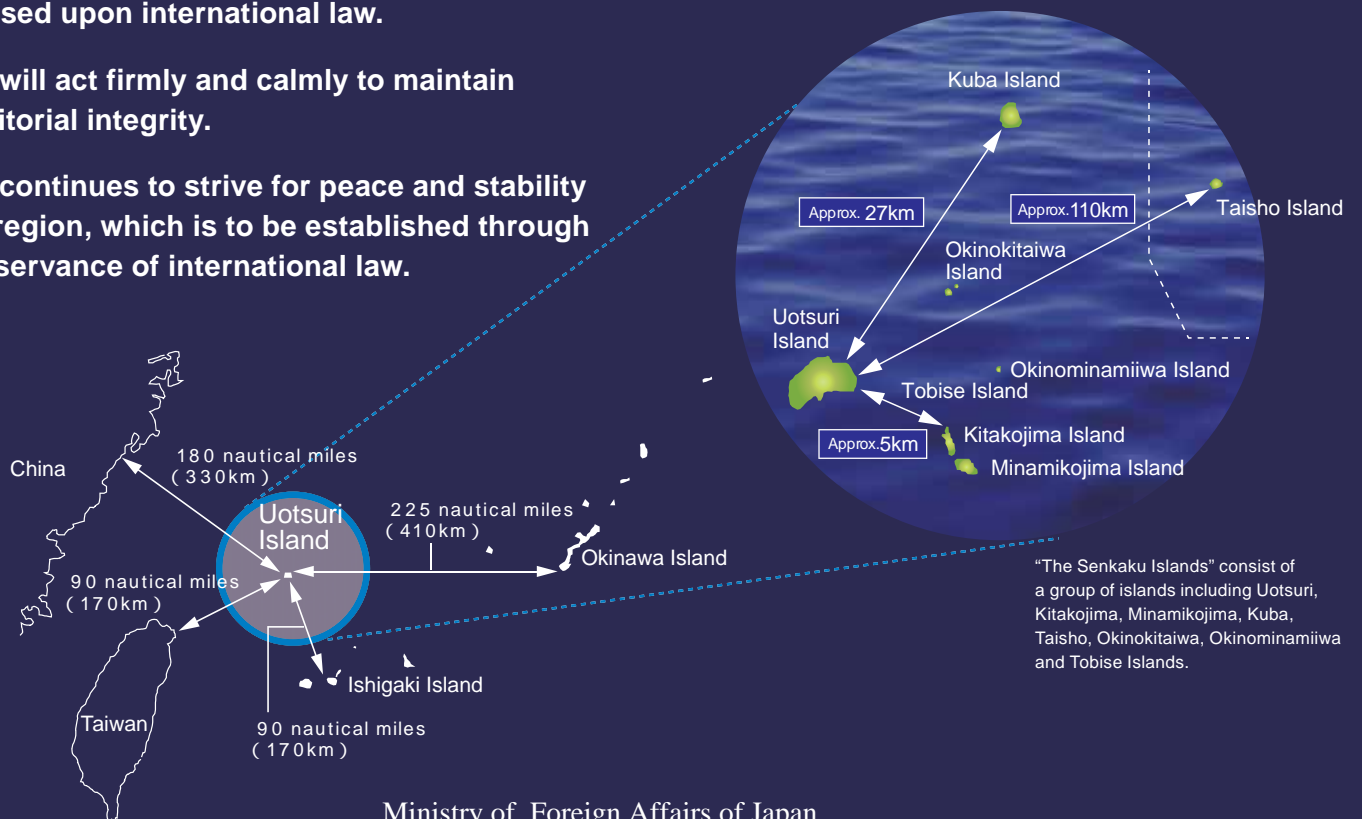 sed upon international law.
will act firmly and calmly to maintain
itorial integrity.
continues to strive for peace and stability
region, which is to be established through
servance of international law.
Kuba Island
Approx. 27km
Approx.110km
Taisho Island
Okinokitaiwa
Island
Uotsuri
Island
Okinominamiiwa Island
Tobise Island
Approx.5km
Kitakojima Island
Minamikojima Island
China
180 nautical miles
(330km)
Uotsuri
Island
225 nautical miles
(410km)
Okinawa Island
90 nautical miles
(170km)
Ishigaki Island
Taiwan
90 nautical miles
(170km)
“The Senkaku Islands” consist of
a group of islands including Uotsuri,
Kitakojima, Minamikojima, Kuba,
Taisho, Okinokitaiwa, Okinominamiiwa
and Tobise Islands.
Ministry of Foreign Affairs of Japan